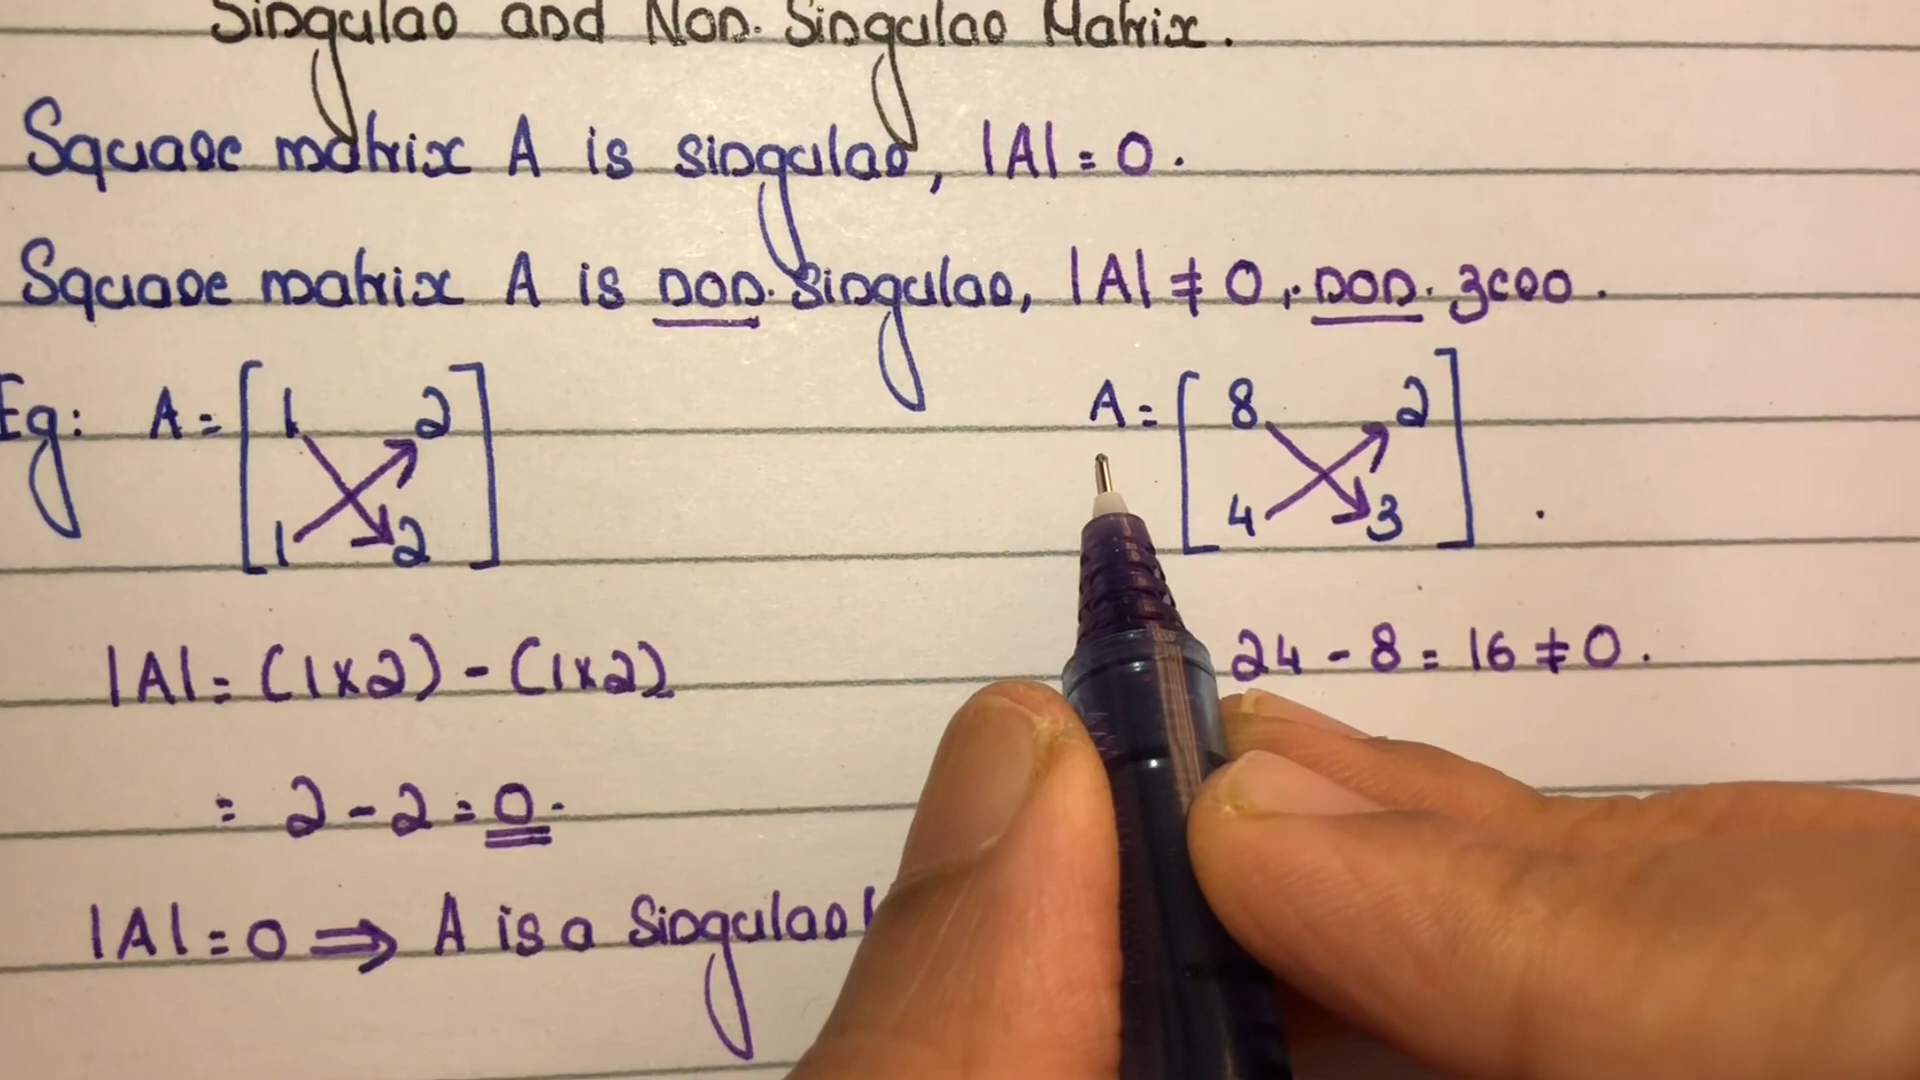 Singular and Non-Singular Matrix.
Square matrix A is singular, |A| = 0.
Square matrix A is non-singular, |A| ≠ 0, non-zero.
Eg: A = [1 2
1 2]
A = [8 2
4 3].
|A| = (1×2) - (1×2)
= 2 - 2 = 0.
|A| = 0 ⇒ A is a Singular
24 - 8 = 16 ≠ 0.